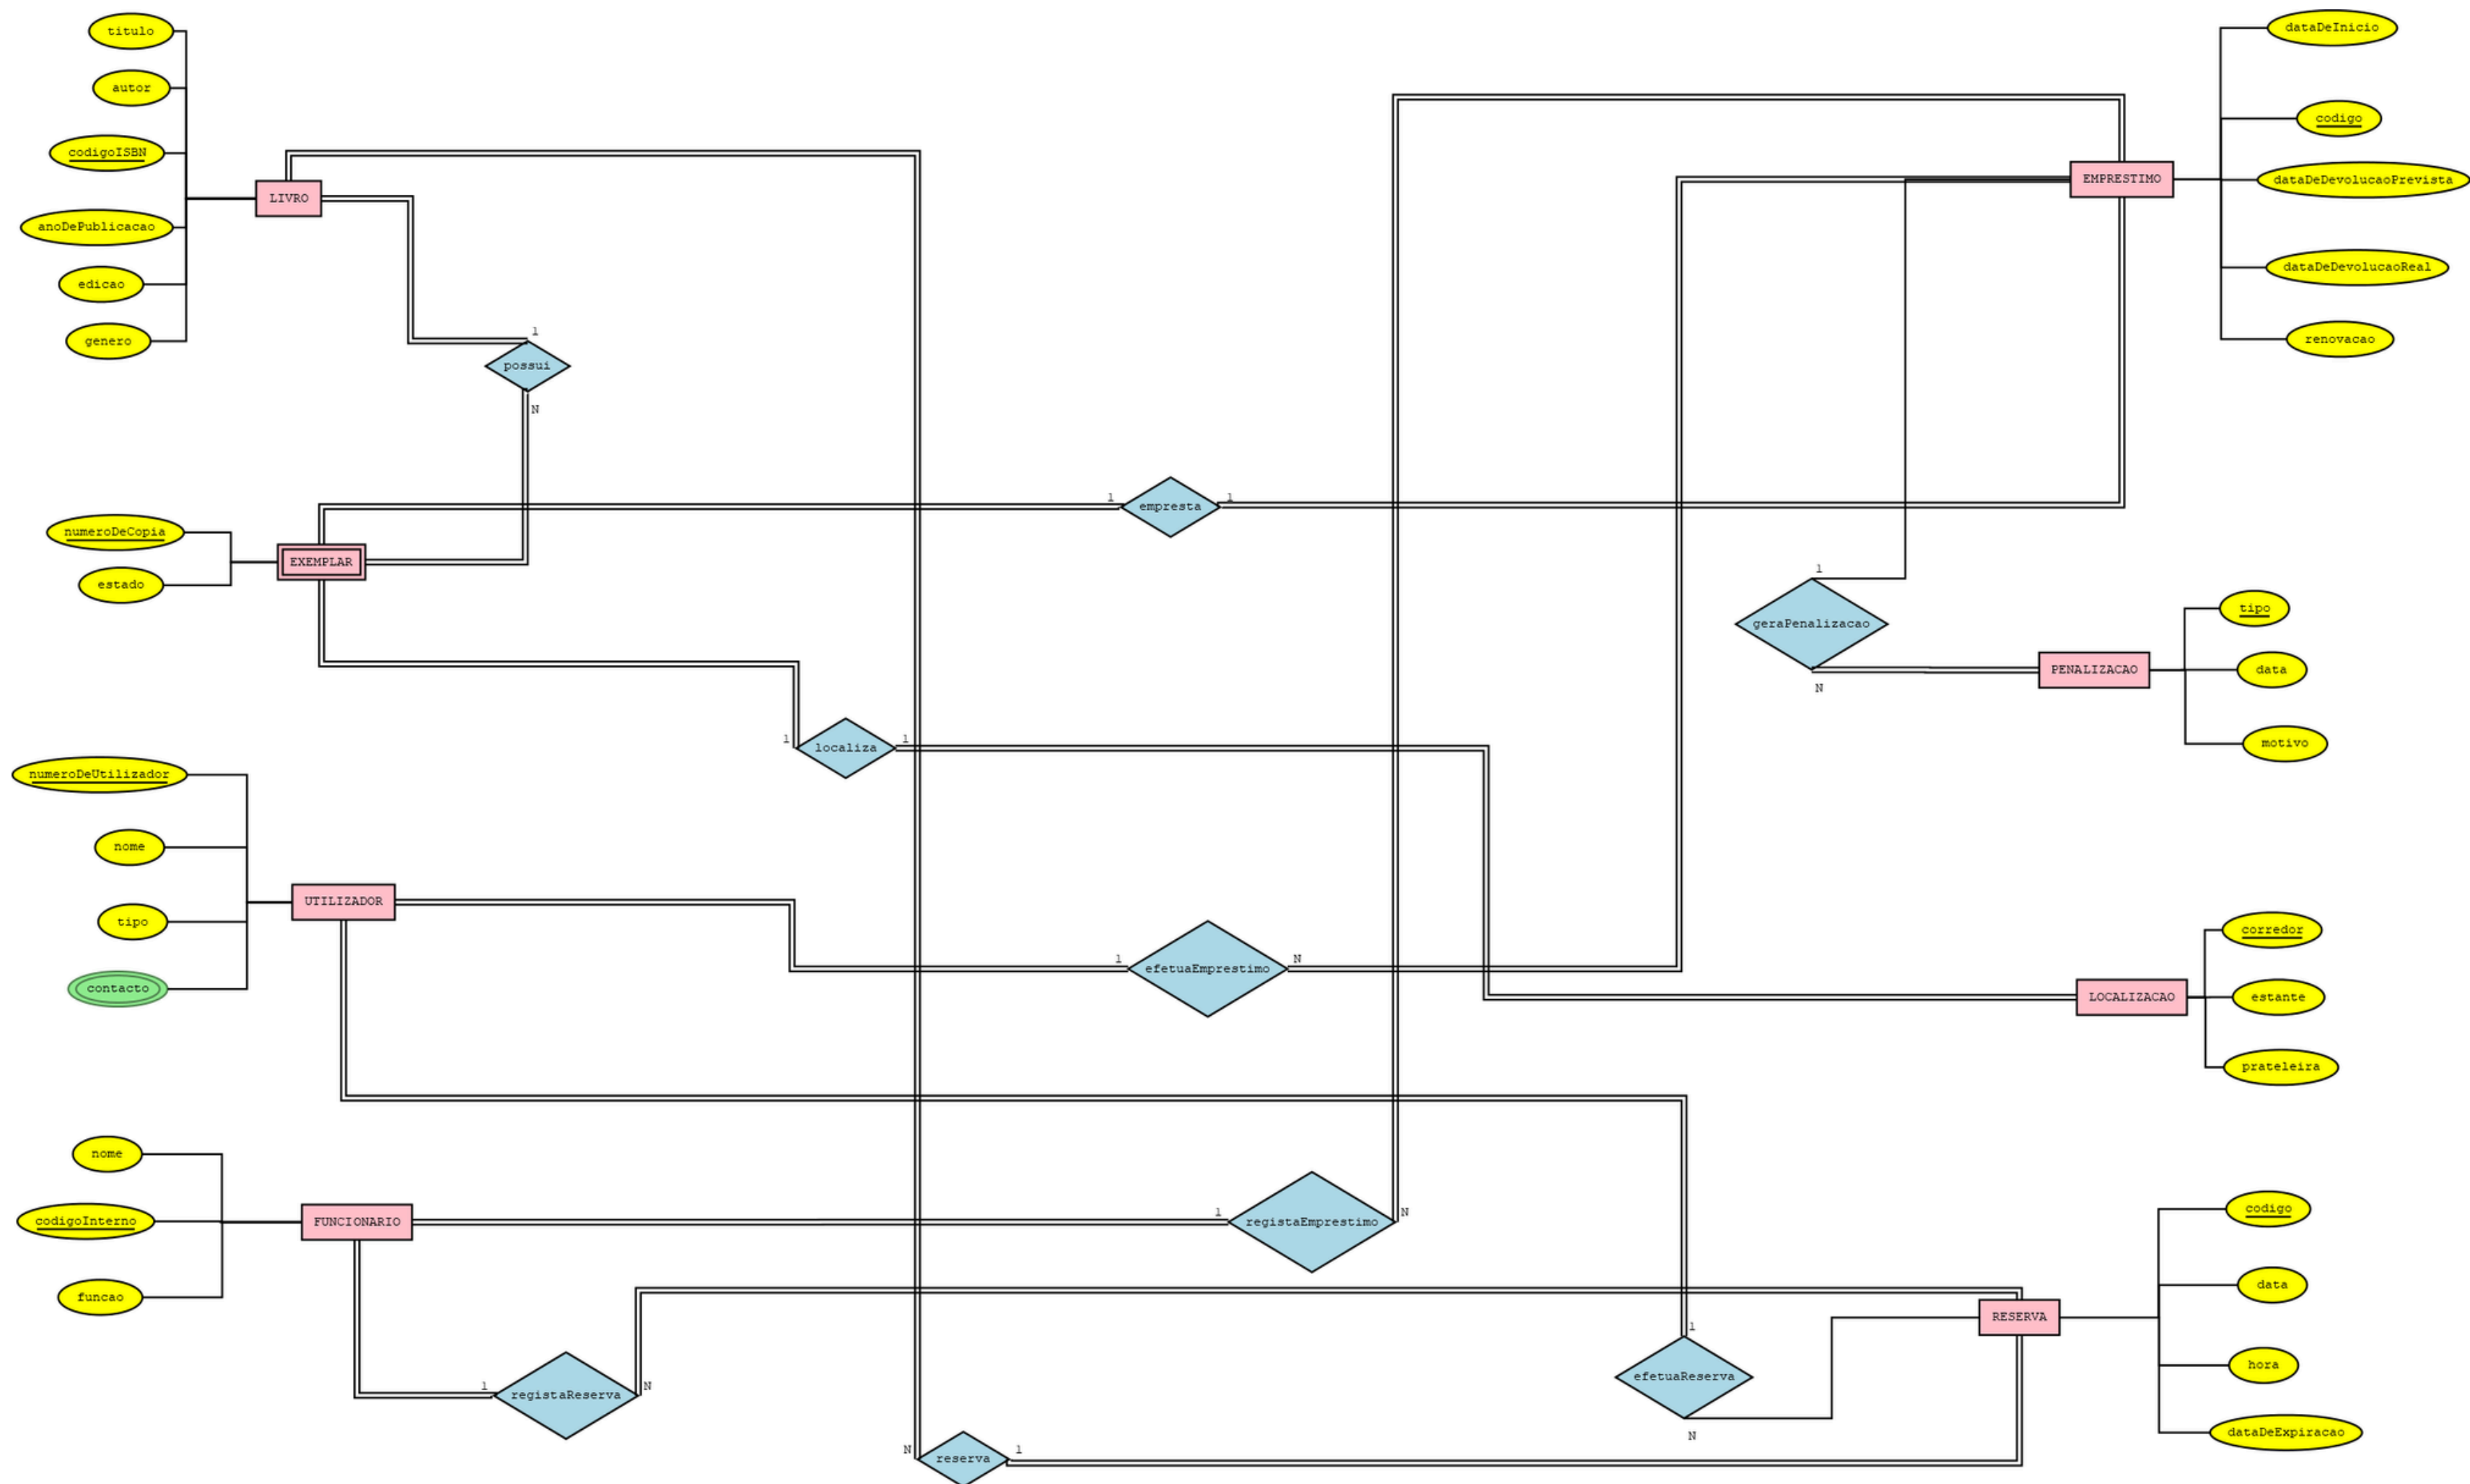 titulo
autor
codigoISBN
anoDePublicacao
edicao
genero
LIVRO
1
possui
N
dataDeInicio
codigo
dataDeDevolucaoPrevista
dataDeDevolucaoReal
renovacao
EMPRESTIMO
numeroDeCopia
estado
EXEMPLAR
1
empresta
1
1
geraPenalizacao
N
PENALIZACAO
tipo
data
motivo
1
localiza
1
numeroDeUtilizador
nome
tipo
contacto
UTILIZADOR
1
efetuaEmprestimo
N
LOCALIZACAO
corredor
estante
prateleira
nome
codigoInterno
funcao
FUNCIONARIO
1
registaEmprestimo
N
1
registaReserva
N
1
efetuaReserva
N
RESERVA
codigo
data
hora
dataDeExpiracao
N
reserva
1